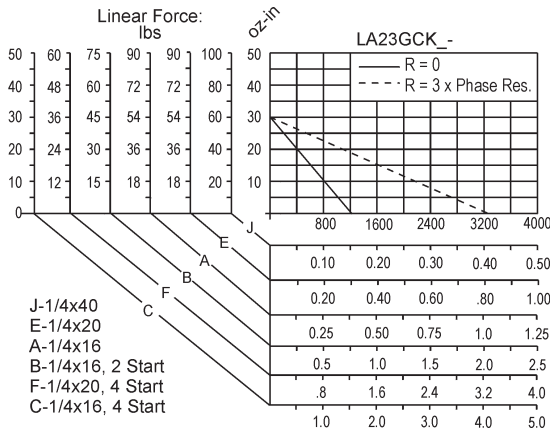 Linear Force:
lbs
oz-in
LA23GCK_-
50 60 75 90 90 100 50
R = 0
R = 3 x Phase Res.
40 48 60 72 72 80 40
30 36 45 54 54 60 30
20 24 30 36 36 40 20
10 12 15 18 18 20 10
0
800 1600 2400 3200 4000
J
E
A
B
F
C
0.10 0.20 0.30 0.40 0.50
0.20 0.40 0.60 .80 1.00
0.25 0.50 0.75 1.0 1.25
0.5 1.0 1.5 2.0 2.5
.8 1.6 2.4 3.2 4.0
1.0 2.0 3.0 4.0 5.0
J-1/4x40
E-1/4x20
A-1/4x16
B-1/4x16, 2 Start
F-1/4x20, 4 Start
C-1/4x16, 4 Start